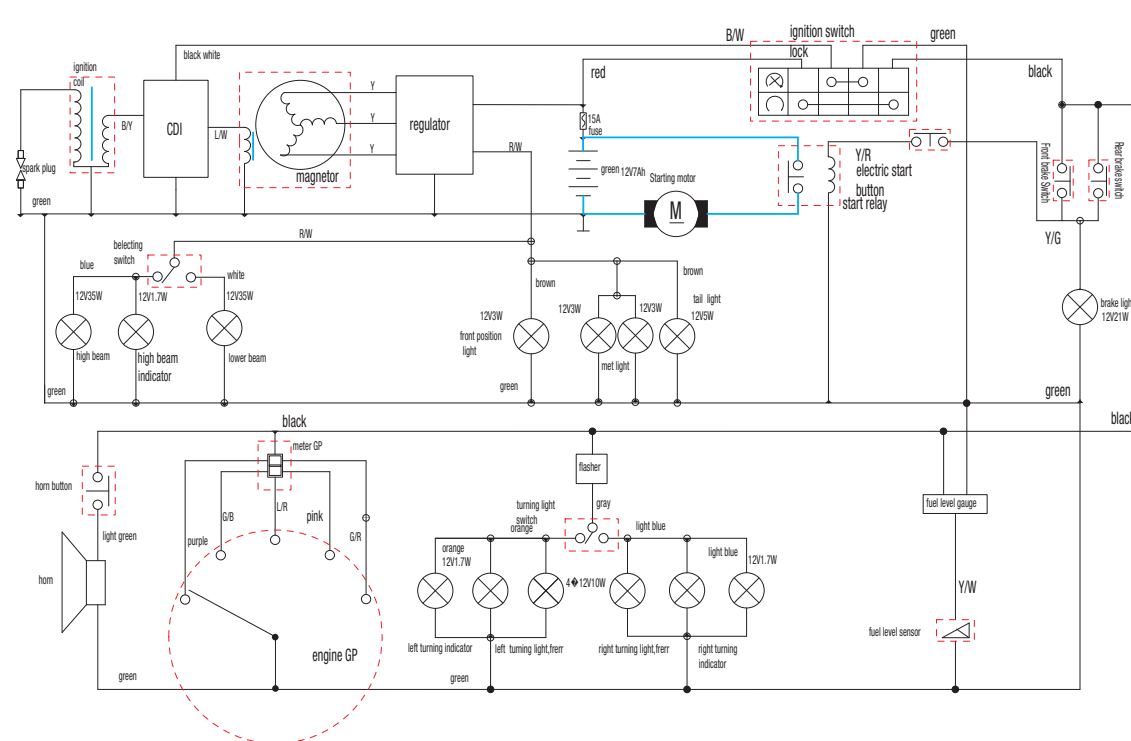 B/W
ignition switch
green
lock
black white
red
black
ignition
coil
B/Y
CDI
L/W
Y
Y
Y
magnetor
regulator
R/W
15A
fuse
green 12V7Ah
Starting motor
M
Y/R
electric start
button
start relay
Front brake Switch
Rear brake switch
Y/G
spark plug
green
R/W
belecting
switch
blue
white
12V35W
12V1.7W
12V35W
high beam
high beam
indicator
lower beam
green
brown
brown
12V3W
front position
light
12V3W
12V3W
tail light
12V5W
met light
green
brake ligh
12V21W
green
black
black
meter GP
horn button
light green
horn
purple
G/B
L/R
pink
G/R
engine GP
green
flasher
gray
turning light
switch
orange
light blue
orange
12V1.7W
4�12V10W
light blue
12V1.7W
left turning indicator
left turning light,frerr
right turning light,frerr
right turning
indicator
green
fuel level gauge
Y/W
fuel level sensor